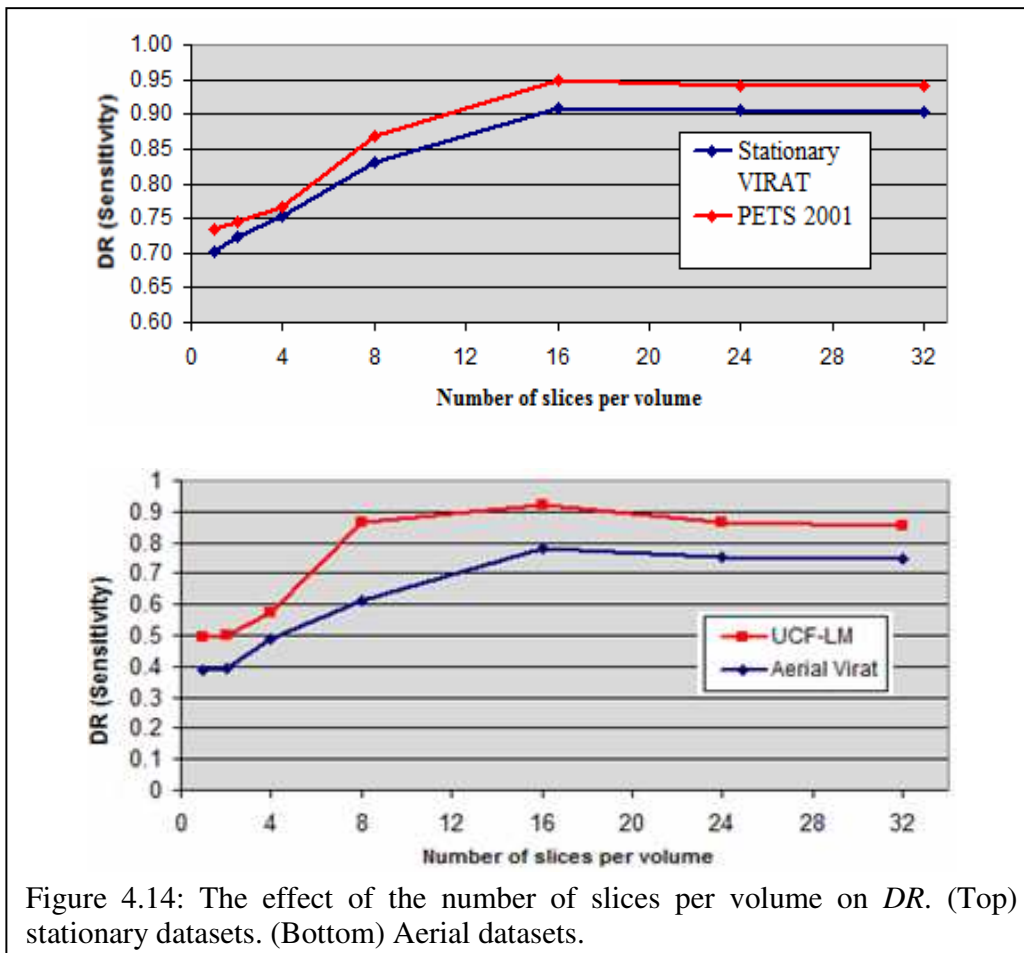 1.00
0.95
0.90
0.85
0.80
0.75
0.70
0.65
0.60
DR (Sensitivity)
Stationary
VIRAT
PETS 2001
0 4 8 12 16 20 24 28 32
Number of slices per volume
1
0.9
0.8
0.7
0.6
0.5
0.4
0.3
0.2
0.1
0
DR (Sensitivity)
UCF-LM
Aerial Virat
0 4 8 12 16 20 24 28 32
Number of slices per volume
Figure 4.14: The effect of the number of slices per volume on DR. (Top)
stationary datasets. (Bottom) Aerial datasets.